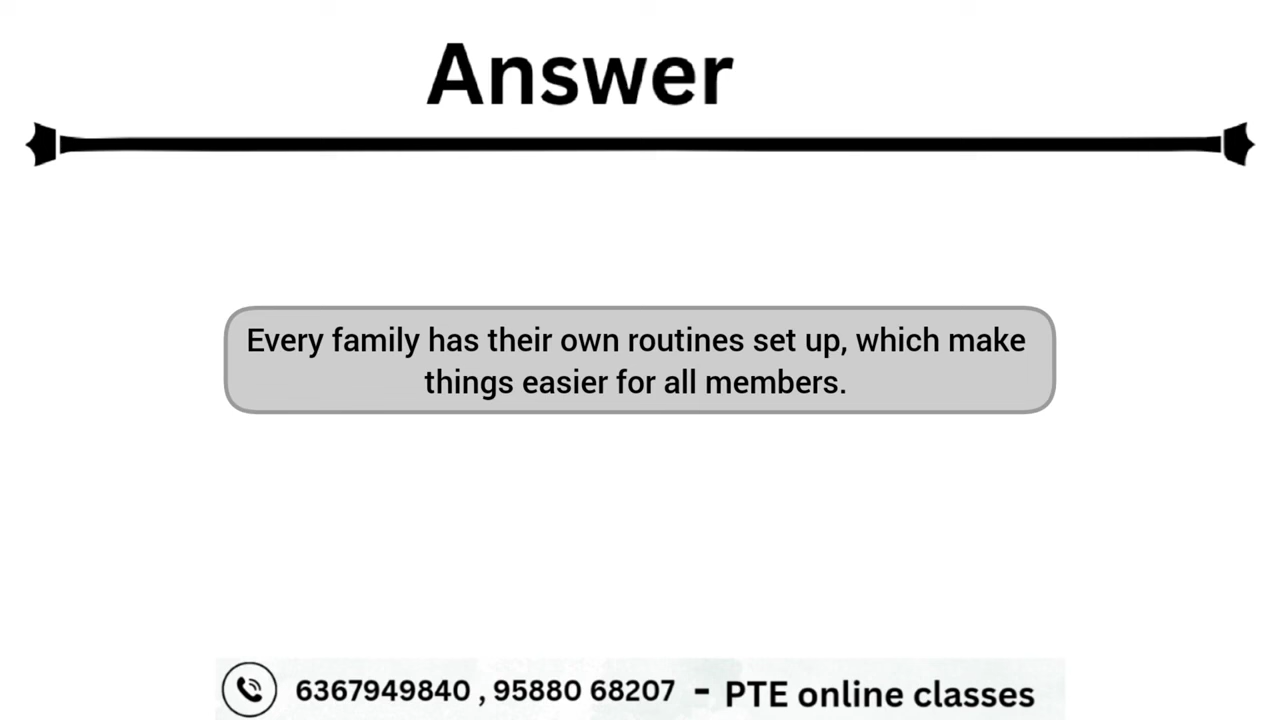 Answer
Every family has their own routines set up, which make
things easier for all members.
6367949840 , 95880 68207 - PTE online classes